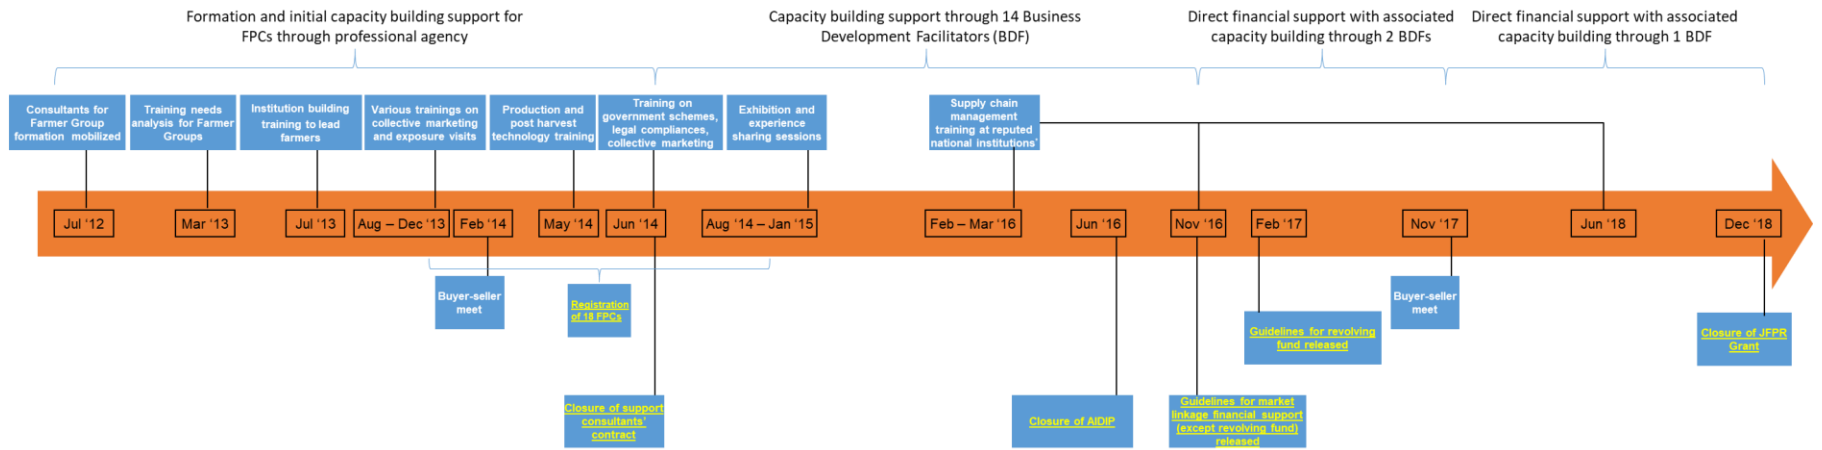 Formation and initial capacity building support for
FPCs through professional agency
Capacity building support through 14 Business
Development Facilitators (BDF)
Direct financial support with associated
capacity building through 2 BDFs
Direct financial support with associated
capacity building through 1 BDF
Consultants for
Farmer Group
formation mobilized
Training needs
analysis for Farmer
Groups
Institution building
training to lead
farmers
Various trainings on
collective marketing
and exposure visits
Production and
post harvest
technology training
Training on
government schemes,
legal compliances,
collective marketing
Exhibition and
experience
sharing sessions
Supply chain
management
training at reputed
national institutions'
Jul ‘12
Mar ‘13
Jul ‘13
Aug – Dec ‘13
Feb ‘14
May ‘14
Jun ‘14
Aug ‘14 – Jan ‘15
Feb – Mar ‘16
Jun ‘16
Nov ‘16
Feb ‘17
Nov ‘17
Jun ‘18
Dec ‘18
Buyer-seller
meet
Registration
of 18 FPCs
Closure of support
consultants’
contract
Closure of AIDIP
Guidelines for market
linkage financial support
(except revolving fund)
released
Guidelines for revolving
fund released
Buyer-seller
meet
Closure of JFPR
Grant